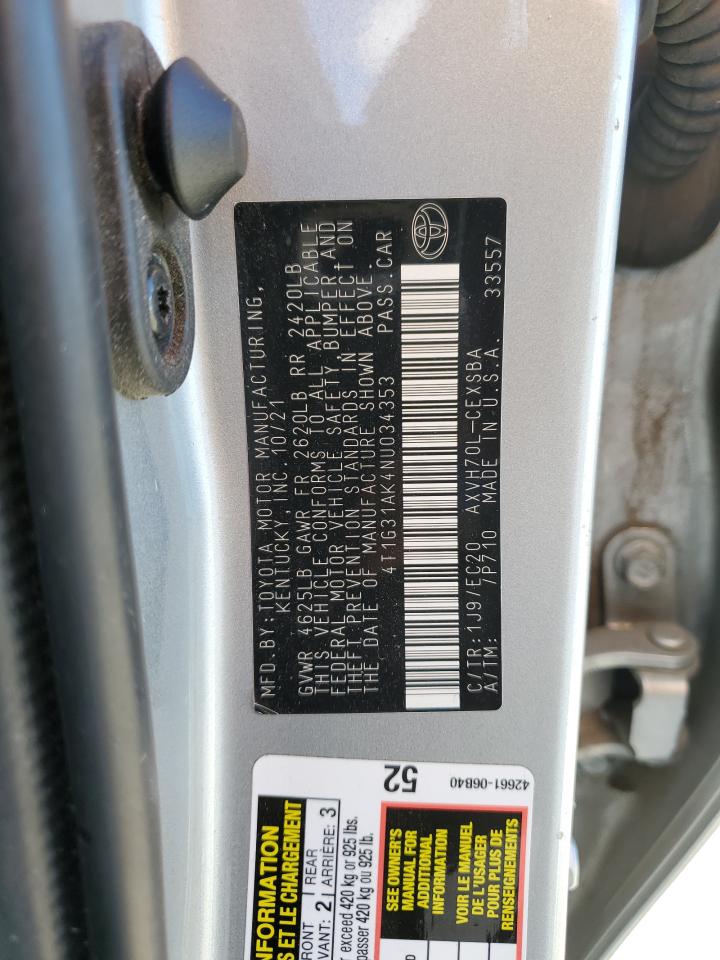 MFD. BY: TOYOTA MOTOR MANUFACTURING,
KENTUCKY, INC. 10/21
GVWR 4625LB GAWR FR 2620LB RR 2420LB
THIS VEHICLE CONFORMS TO ALL APPLICABLE
FEDERAL MOTOR VEHICLE SAFETY, BUMPER, AND
THEFT PREVENTION STANDARDS IN EFFECT ON
THE DATE OF MANUFACTURE SHOWN ABOVE.
4T1G31AK4NU034353 PASS.CAR
C/TR: 1J9/EC20 AXVH70L-CEXSBA
A/TM: /P710 MADE IN U.S.A. 33557
INFORMATION
S ET LE CHARGEMENT
FRONT
VANT: 2
REAR
ARRIÈRE: 3
r exceed 420 kg or 925 lbs.
passer 420 kg ou 925 lb.
52
SEE OWNER'S
MANUAL FOR
ADDITIONAL
INFORMATION
VOIR LE MANUEL
DE L'USAGER
POUR PLUS DE
RENSEIGNEMENTS
42661-06B40